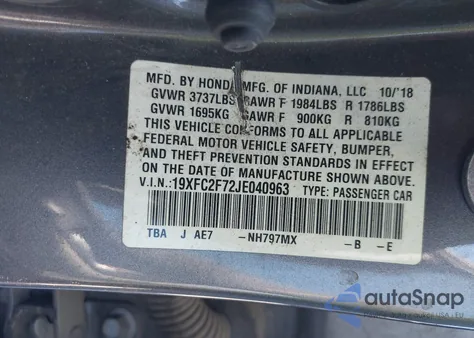 MFD. BY HONDA MFG. OF INDIANA, LLC 10/'18
GVWR 3737LBS GAWR F 1984LBS R 1786LBS
GVWR 1695KG GAWR F 900KG R 810KG
THIS VEHICLE CONFORMS TO ALL APPLICABLE
FEDERAL MOTOR VEHICLE SAFETY, BUMPER,
AND THEFT PREVENTION STANDARDS IN EFFECT
ON THE DATE OF MANUFACTURE SHOWN ABOVE.
V.I.N.: 19XFC2F72JE040963 TYPE: PASSENGER CAR
TBA J AE7 -NH797MX -B -E
autoSnap